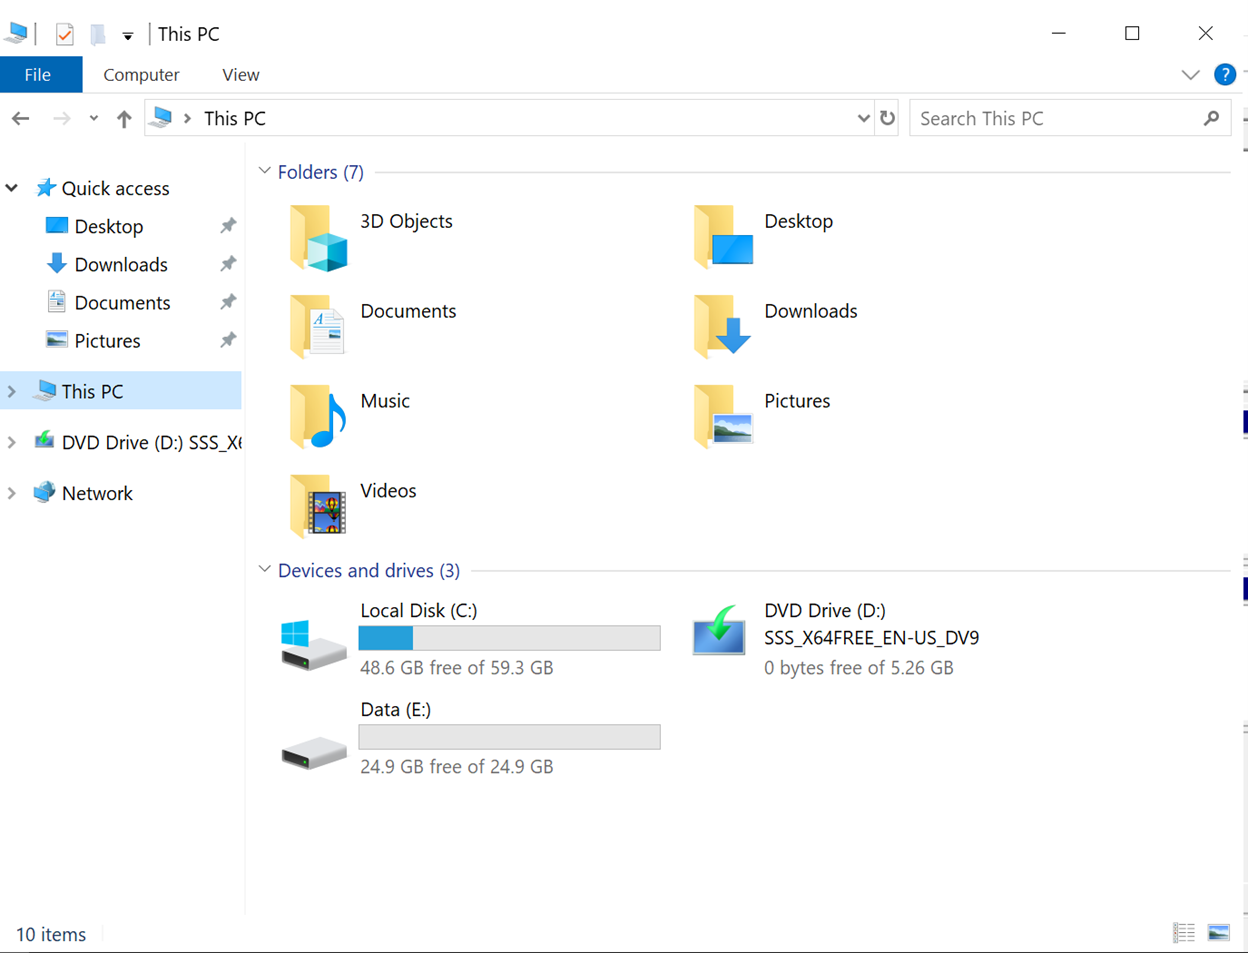 This PC
File
Computer
View
?
This PC
Search This PC
Quick access
Desktop
Downloads
Documents
Pictures
This PC
DVD Drive (D:) SSS_X6
Network
Folders (7)
3D Objects
Desktop
Documents
Downloads
Music
Pictures
Videos
Devices and drives (3)
Local Disk (C:)
48.6 GB free of 59.3 GB
DVD Drive (D:)
SSS_X64FREE_EN-US_DV9
0 bytes free of 5.26 GB
Data (E:)
24.9 GB free of 24.9 GB
10 items